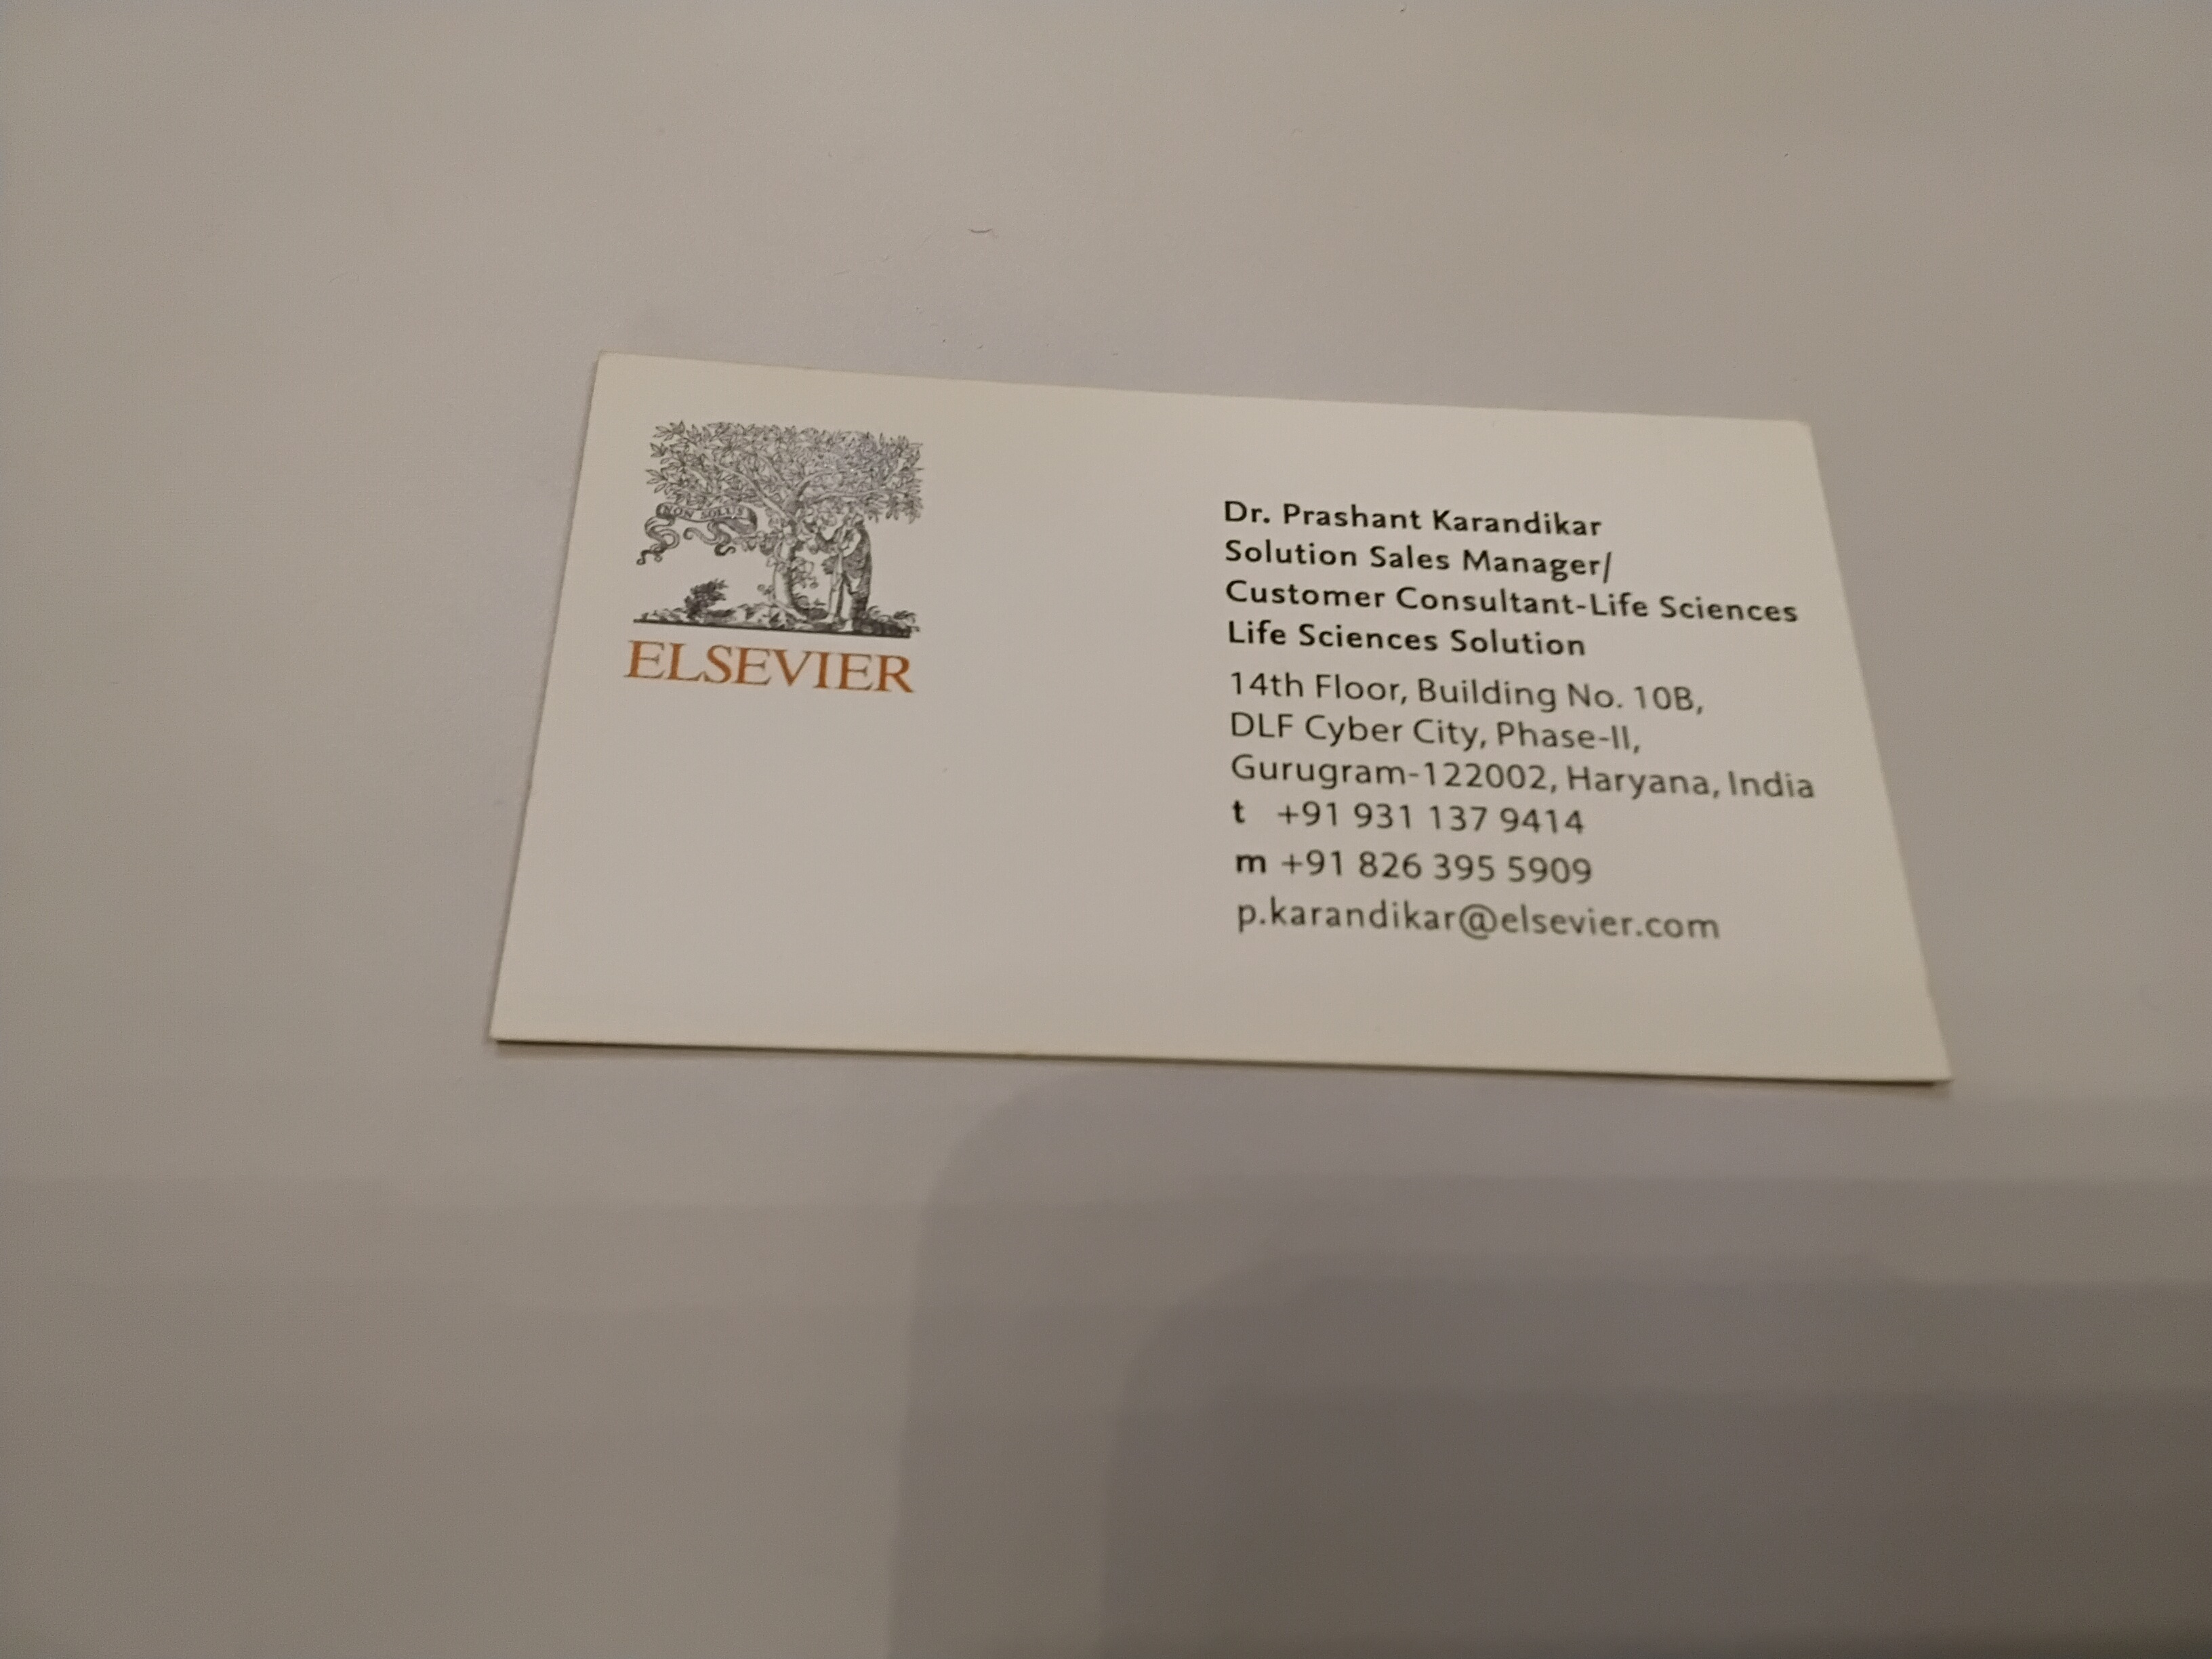 NON SOLUS
ELSEVIER
Dr. Prashant Karandikar
Solution Sales Manager/
Customer Consultant-Life Sciences
Life Sciences Solution
14th Floor, Building No. 10B,
DLF Cyber City, Phase-II,
Gurugram-122002, Haryana, India
t +91 931 137 9414
m +91 826 395 5909
p.karandikar@elsevier.com